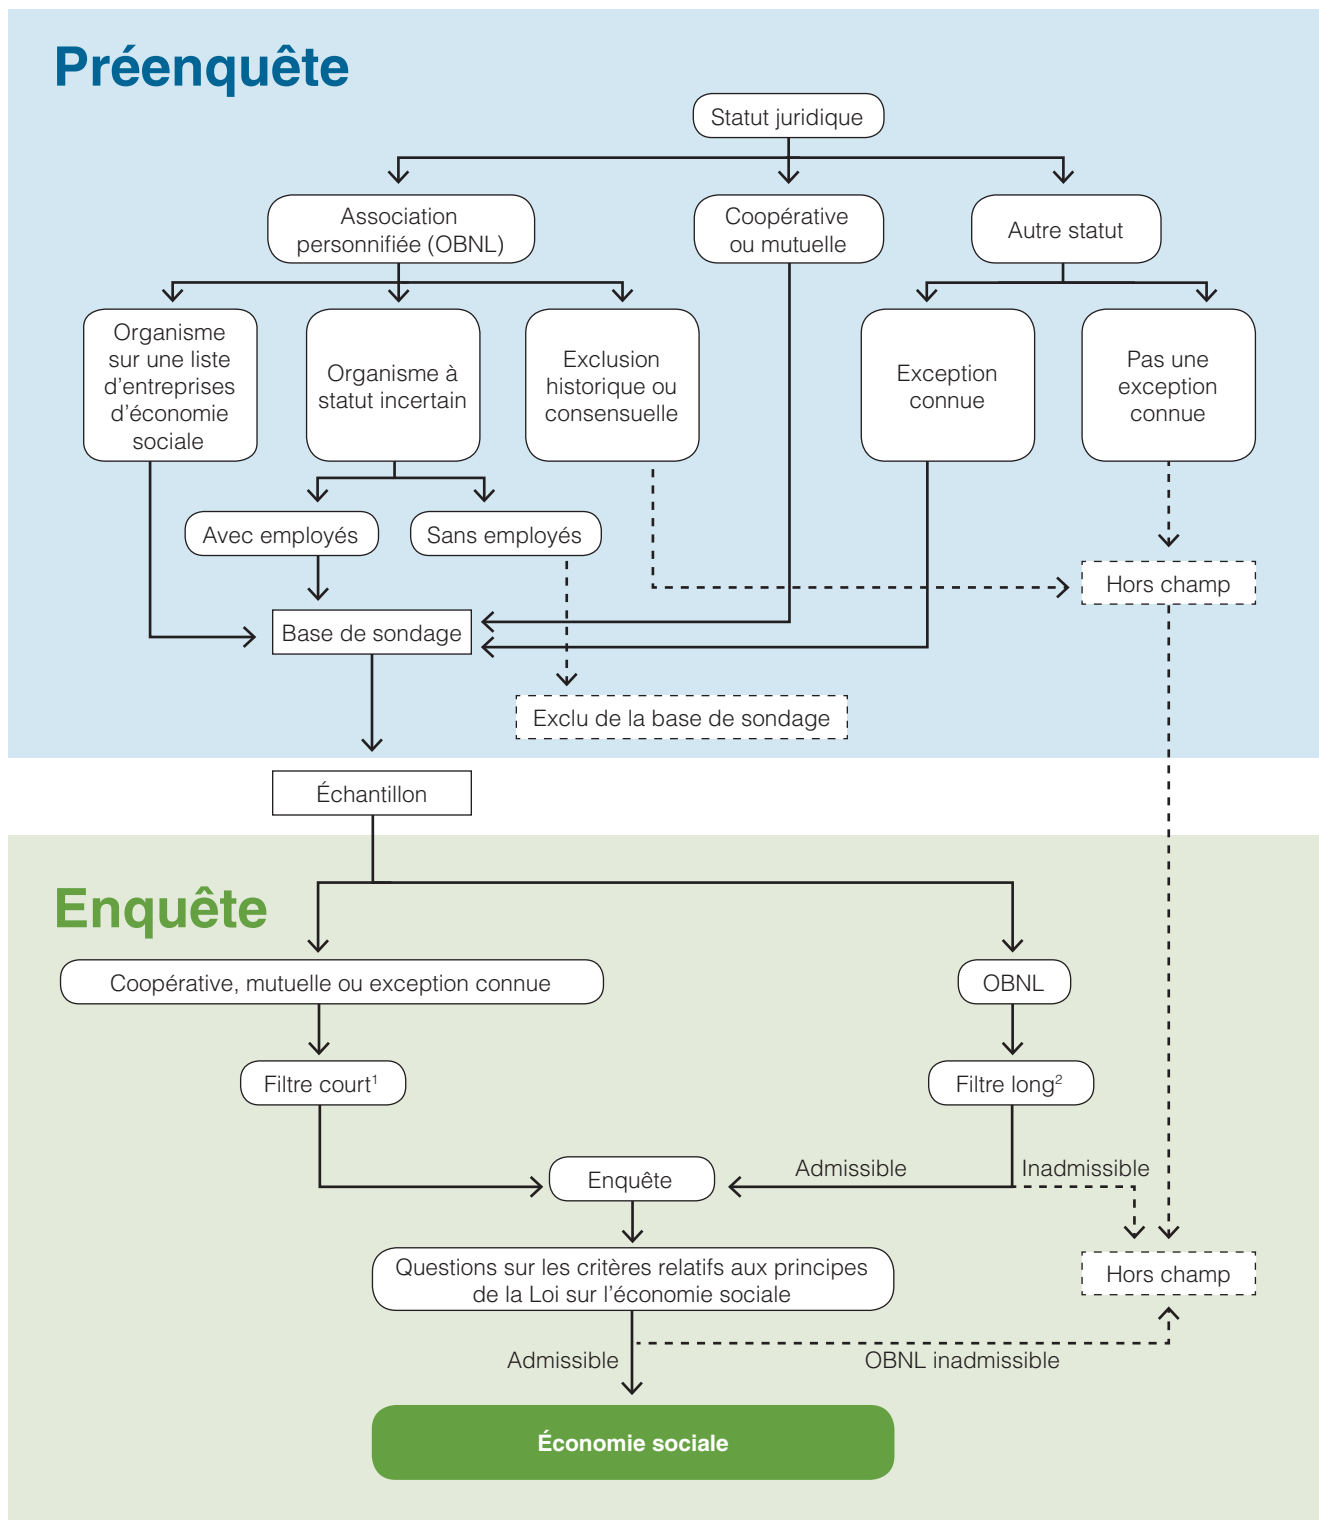 Préenquête
Statut juridique
Association
personnifiée (OBNL)
Coopérative
ou mutuelle
Autre statut
Organisme
sur une liste
d'entreprises
d'économie
sociale
Organisme à
statut incertain
Exclusion
historique ou
consensuelle
Exception
connue
Pas une
exception
connue
Avec employés
Sans employés
Hors champ
Base de sondage
Exclu de la base de sondage
Échantillon
Enquête
Coopérative, mutuelle ou exception connue
OBNL
Filtre court¹
Filtre long²
Admissible
Inadmissible
Enquête
Questions sur les critères relatifs aux principes
de la Loi sur l'économie sociale
Hors champ
Admissible
OBNL inadmissible
Économie sociale